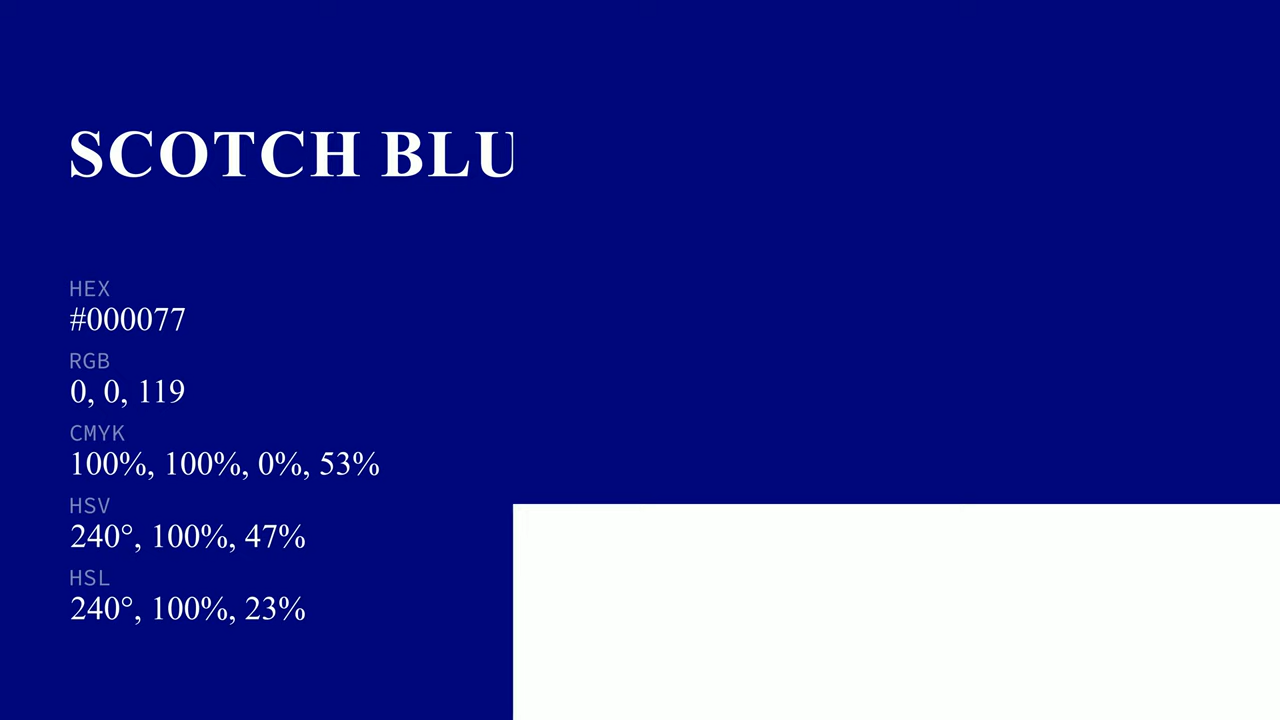 SCOTCH BLU
HEX
#000077
RGB
0, 0, 119
CMYK
100%, 100%, 0%, 53%
HSV
240°, 100%, 47%
HSL
240°, 100%, 23%